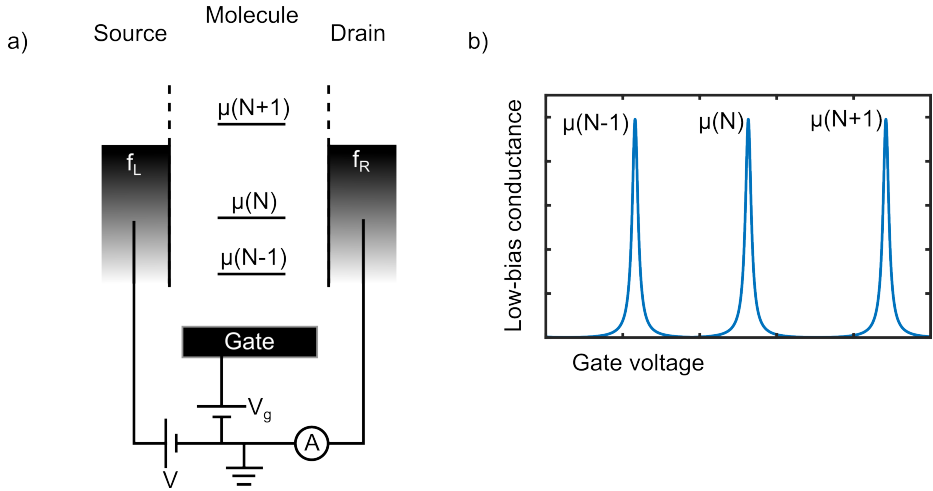 a)
Source
Molecule
Drain
μ(N+1)
f_L
f_R
μ(N)
μ(N-1)
Gate
V_g
A
V
b)
μ(N-1)
μ(N)
μ(N+1)
Low-bias conductance
Gate voltage